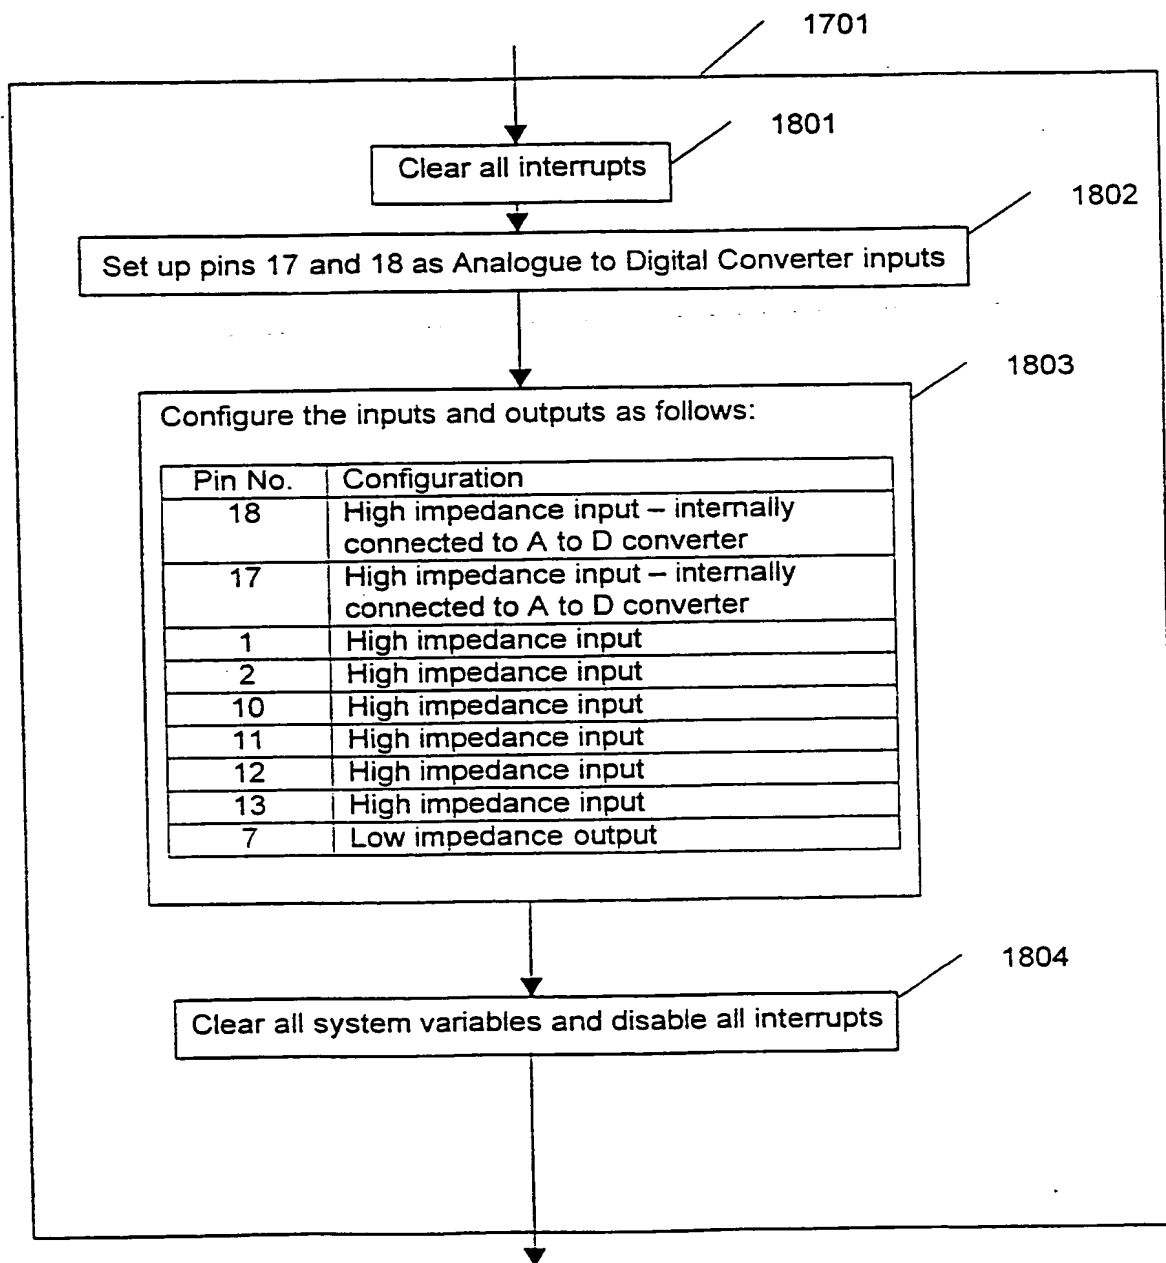 1701
1801
Clear all interrupts
1802
Set up pins 17 and 18 as Analogue to Digital Converter inputs
1803
Configure the inputs and outputs as follows:
Pin No. Configuration
18 High impedance input – internally
connected to A to D converter
17 High impedance input – internally
connected to A to D converter
1 High impedance input
2 High impedance input
10 High impedance input
11 High impedance input
12 High impedance input
13 High impedance input
7 Low impedance output
1804
Clear all system variables and disable all interrupts